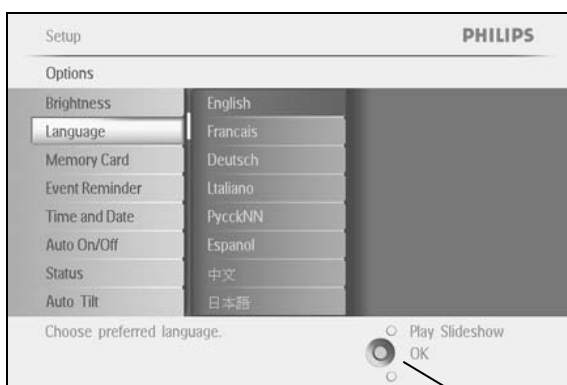 Setup PHILIPS
Options
Brightness English
Language Francais
Memory Card Deutsch
Event Reminder Ltaliano
Time and Date PycckNN
Auto On/Off Espanol
Status 中文
Auto Tilt 日本語
Choose preferred language. Play Slideshow
OK